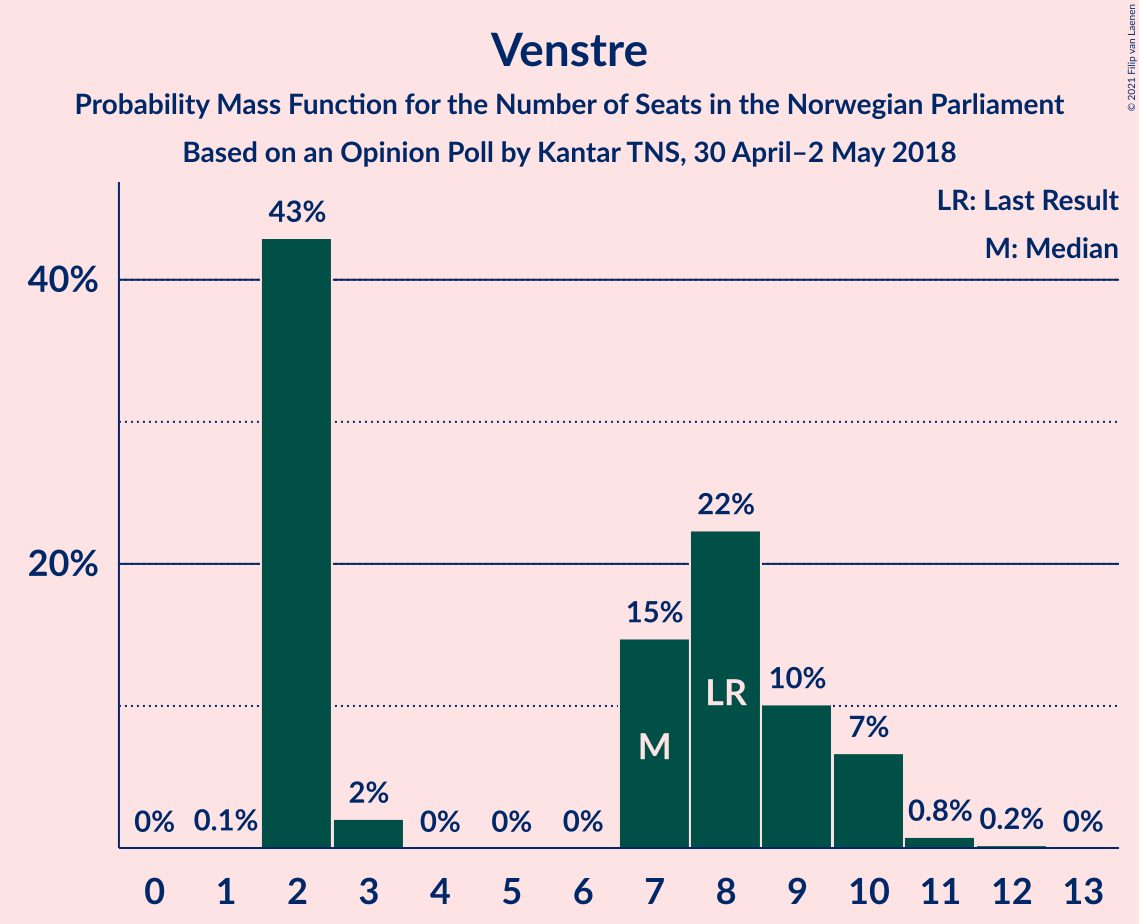 Venstre
Probability Mass Function for the Number of Seats in the Norwegian Parliament
Based on an Opinion Poll by Kantar TNS, 30 April–2 May 2018
© 2021 Filip van Laenen
LR: Last Result
M: Median
43%
40%
22%
20%
15%
10%
LR
7%
M
2%
0% 0.1% 0% 0% 0% 0.8% 0.2% 0%
0 1 2 3 4 5 6 7 8 9 10 11 12 13